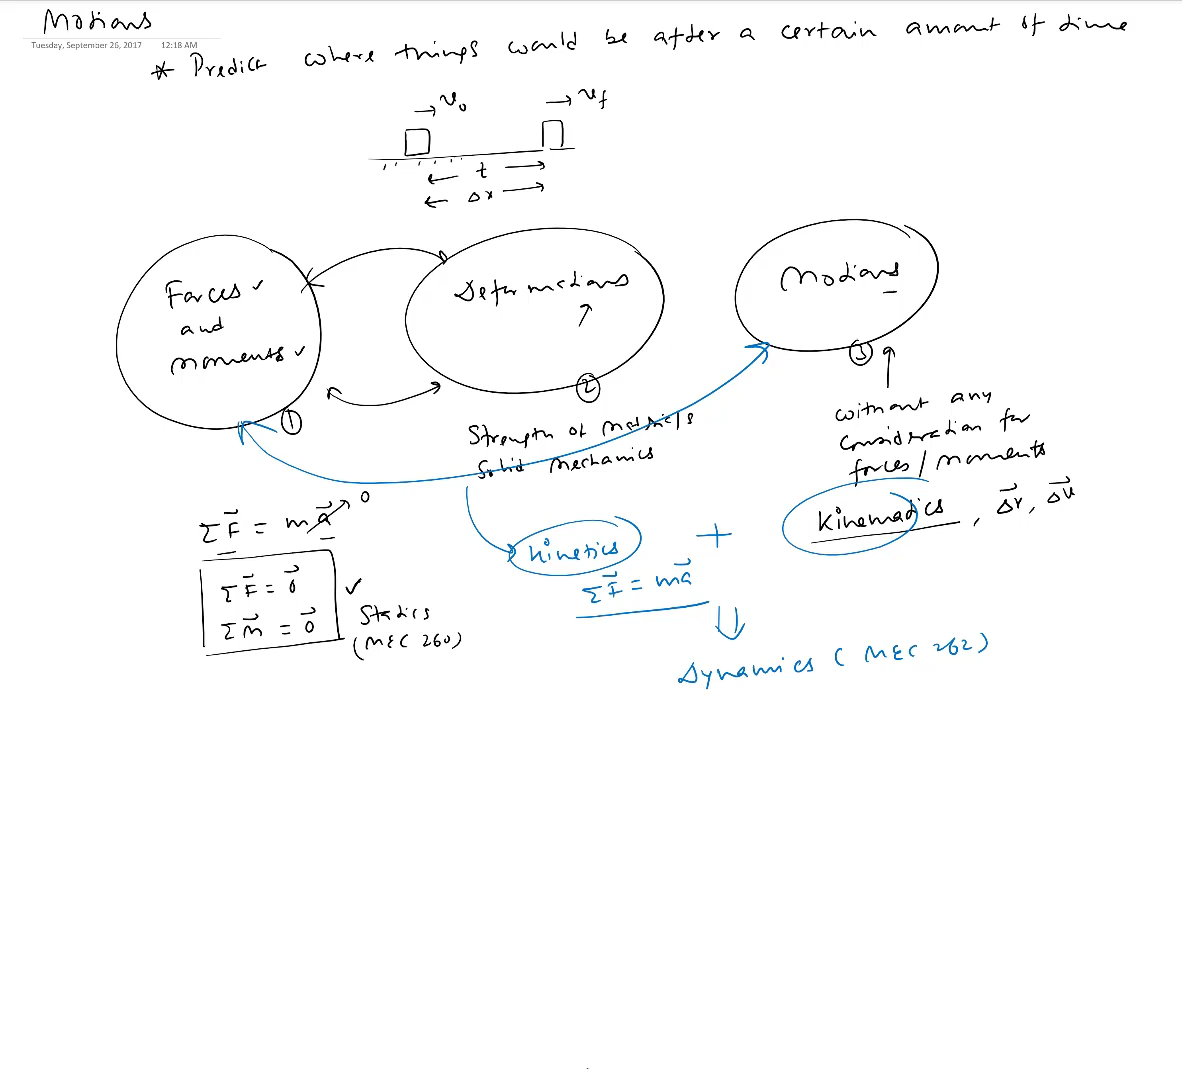 Motions
Tuesday, September 26, 2017 12:18 AM
* Predict where things would be after a certain amount of time
→ v₀
→ v_f
← t →
← Δx →
Forces ✓
and
moments ✓
①
Deformations
②
Motions
③
Strength of materials
Solid mechanics
without any
consideration for
forces / moments
Kinematics , Δr⃗, Δv⃗
ΣF⃗ = ma⃗ 0
ΣF⃗ = 0⃗ ✓
ΣM⃗ = 0⃗
Statics
(MEC 260)
Kinetics +
ΣF⃗ = ma⃗
Dynamics ( MEC 262)